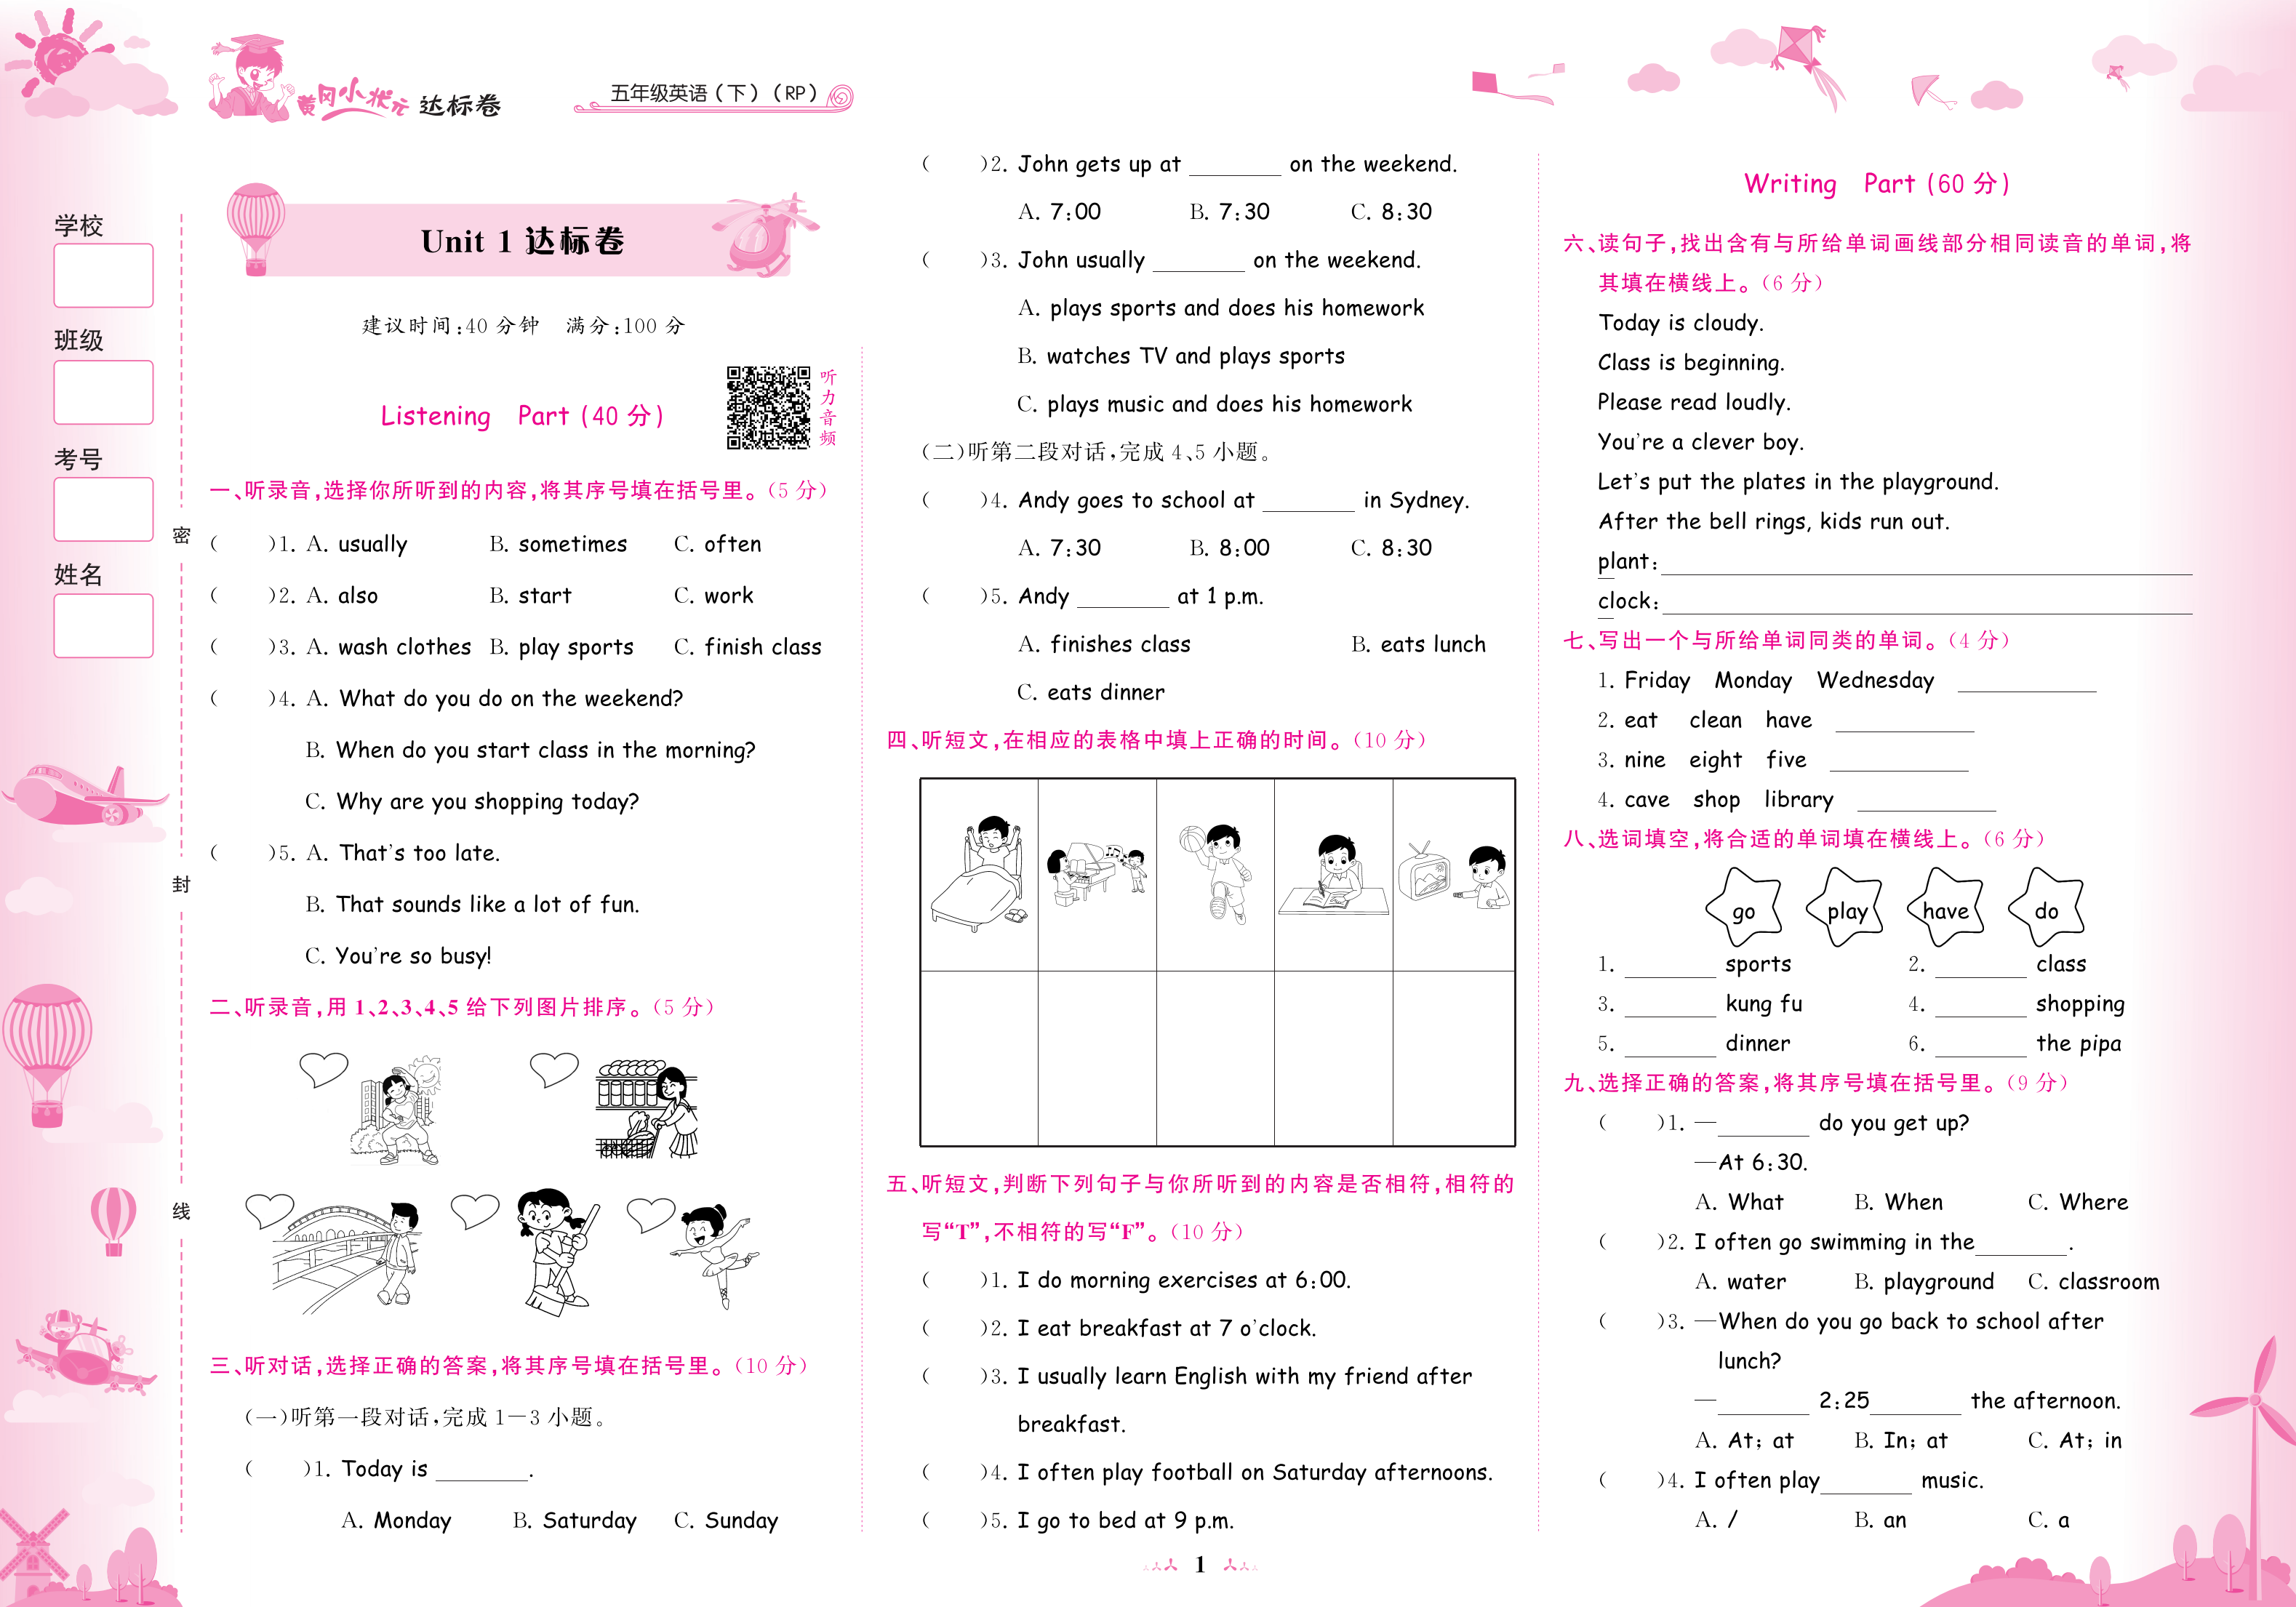 黄冈小状元 达标卷
五年级英语(下)(RP)
学校
班级
考号
姓名
密
封
线
Unit 1 达标卷
建议时间:40 分钟 满分:100 分
Listening Part (40 分)
听力音频
一、听录音,选择你所听到的内容,将其序号填在括号里。(5 分)
( )1. A. usually B. sometimes C. often
( )2. A. also B. start C. work
( )3. A. wash clothes B. play sports C. finish class
( )4. A. What do you do on the weekend?
B. When do you start class in the morning?
C. Why are you shopping today?
( )5. A. That's too late.
B. That sounds like a lot of fun.
C. You're so busy!
二、听录音,用 1、2、3、4、5 给下列图片排序。(5 分)
三、听对话,选择正确的答案,将其序号填在括号里。(10 分)
(一)听第一段对话,完成 1—3 小题。
( )1. Today is ________.
A. Monday B. Saturday C. Sunday
( )2. John gets up at ________ on the weekend.
A. 7:00 B. 7:30 C. 8:30
( )3. John usually ________ on the weekend.
A. plays sports and does his homework
B. watches TV and plays sports
C. plays music and does his homework
(二)听第二段对话,完成 4、5 小题。
( )4. Andy goes to school at ________ in Sydney.
A. 7:30 B. 8:00 C. 8:30
( )5. Andy ________ at 1 p.m.
A. finishes class B. eats lunch
C. eats dinner
四、听短文,在相应的表格中填上正确的时间。(10 分)
五、听短文,判断下列句子与你所听到的内容是否相符,相符的
写“T”,不相符的写“F”。(10 分)
( )1. I do morning exercises at 6:00.
( )2. I eat breakfast at 7 o'clock.
( )3. I usually learn English with my friend after
breakfast.
( )4. I often play football on Saturday afternoons.
( )5. I go to bed at 9 p.m.
Writing Part (60 分)
六、读句子,找出含有与所给单词画线部分相同读音的单词,将
其填在横线上。(6 分)
Today is cloudy.
Class is beginning.
Please read loudly.
You're a clever boy.
Let's put the plates in the playground.
After the bell rings, kids run out.
plant: ________
clock: ________
七、写出一个与所给单词同类的单词。(4 分)
1. Friday Monday Wednesday ________
2. eat clean have ________
3. nine eight five ________
4. cave shop library ________
八、选词填空,将合适的单词填在横线上。(6 分)
go play have do
1. ________ sports 2. ________ class
3. ________ kung fu 4. ________ shopping
5. ________ dinner 6. ________ the pipa
九、选择正确的答案,将其序号填在括号里。(9 分)
( )1. —________ do you get up?
—At 6:30.
A. What B. When C. Where
( )2. I often go swimming in the________.
A. water B. playground C. classroom
( )3. —When do you go back to school after
lunch?
—________ 2:25________ the afternoon.
A. At; at B. In; at C. At; in
( )4. I often play________ music.
A. / B. an C. a
1